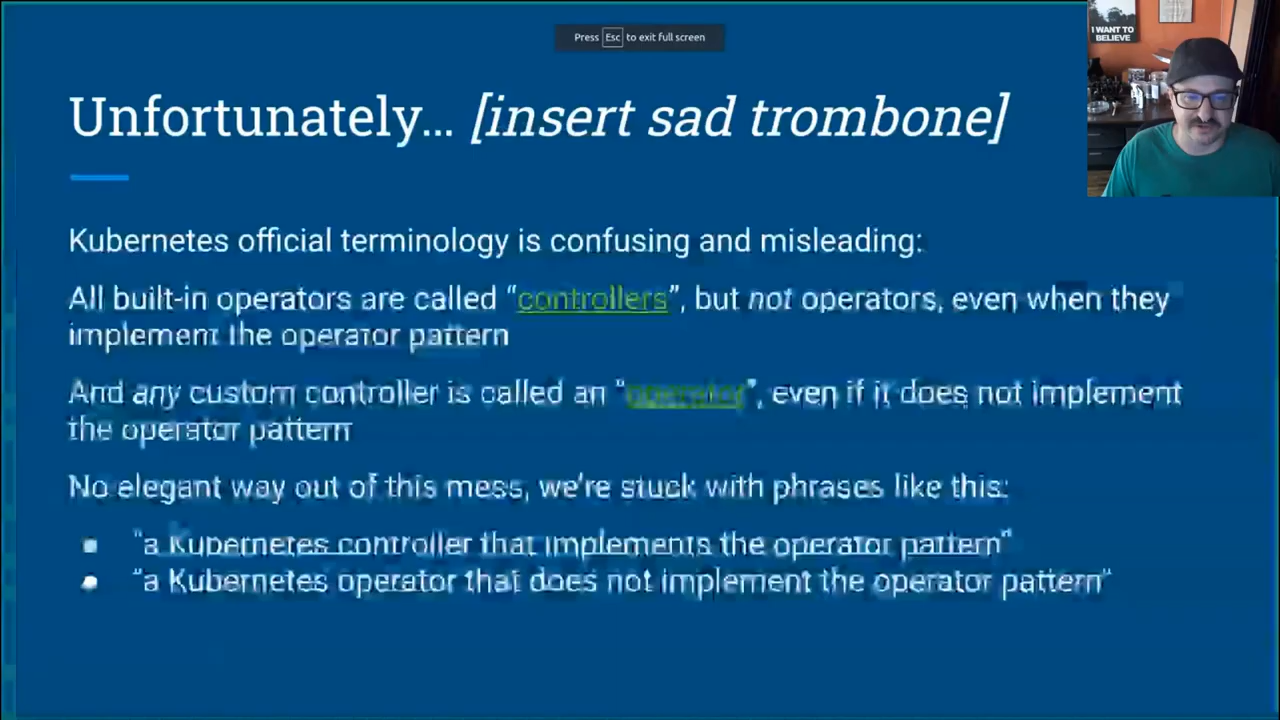 Press Esc to exit full screen
I WANT TO
BELIEVE
Unfortunately... [insert sad trombone]
Kubernetes official terminology is confusing and misleading:
All built-in operators are called “controllers”, but not operators, even when they
implement the operator pattern
And any custom controller is called an “operator”, even if it does not implement
the operator pattern
No elegant way out of this mess, we're stuck with phrases like this:
"a Kubernetes controller that implements the operator pattern"
"a Kubernetes operator that does not implement the operator pattern"